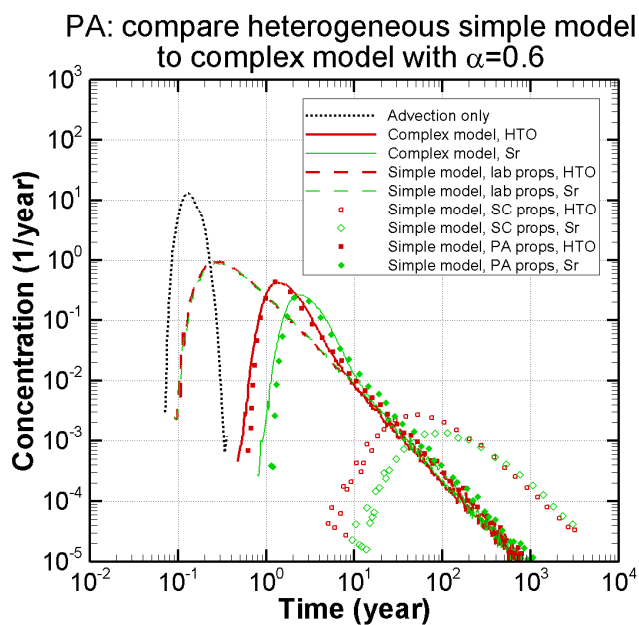 PA: compare heterogeneous simple model
to complex model with α=0.6
Advection only
Complex model, HTO
Complex model, Sr
Simple model, lab props, HTO
Simple model, lab props, Sr
Simple model, SC props, HTO
Simple model, SC props, Sr
Simple model, PA props, HTO
Simple model, PA props, Sr
Concentration (1/year)
10³
10²
10¹
10⁰
10⁻¹
10⁻²
10⁻³
10⁻⁴
10⁻⁵
10⁻² 10⁻¹ 10⁰ 10¹ 10² 10³ 10⁴
Time (year)